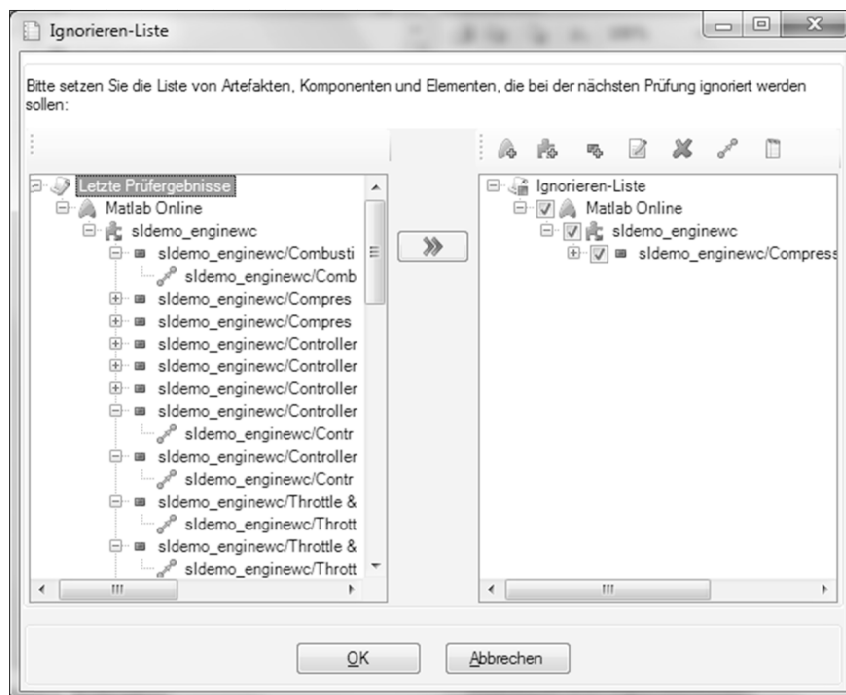 Ignorieren-Liste
Bitte setzen Sie die Liste von Artefakten, Komponenten und Elementen, die bei der nächsten Prüfung ignoriert werden
sollen:
Letzte Prüfergebnisse
Matlab Online
sldemo_enginewc
sldemo_enginewc/Combusti
sldemo_enginewc/Comb
sldemo_enginewc/Compres
sldemo_enginewc/Compres
sldemo_enginewc/Controller
sldemo_enginewc/Controller
sldemo_enginewc/Controller
sldemo_enginewc/Controller
sldemo_enginewc/Contr
sldemo_enginewc/Controller
sldemo_enginewc/Contr
sldemo_enginewc/Throttle &
sldemo_enginewc/Thrott
sldemo_enginewc/Throttle &
sldemo_enginewc/Thrott
Ignorieren-Liste
Matlab Online
sldemo_enginewc
sldemo_enginewc/Compress
OK
Abbrechen